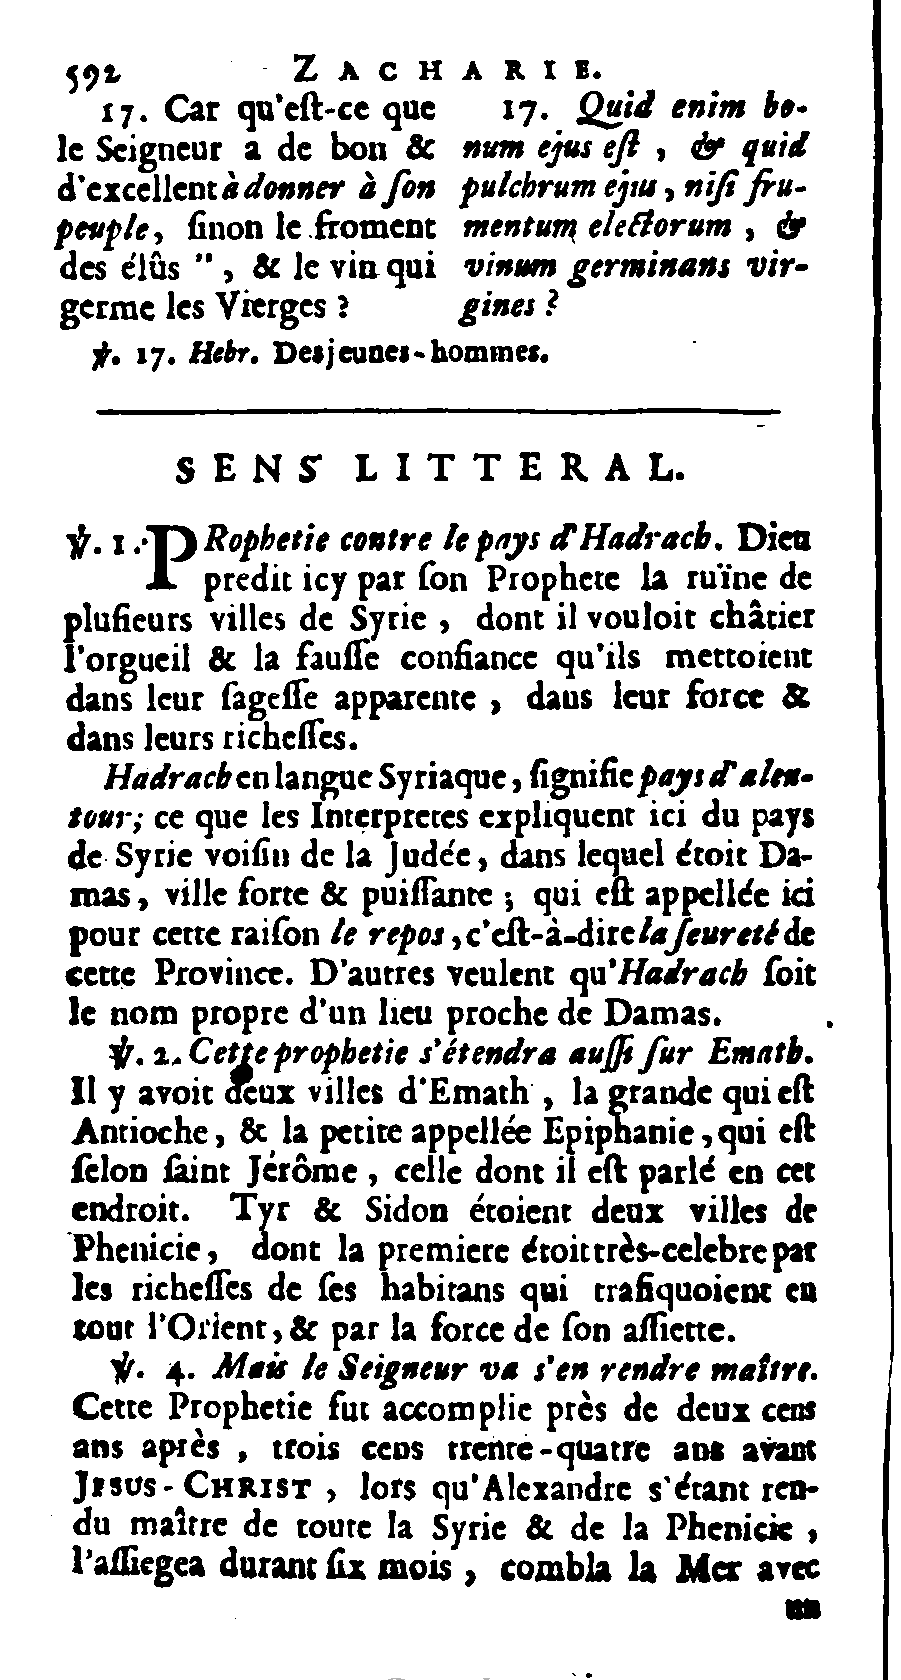 592 ZACHARIE.
17. Car qu'eſt-ce que
le Seigneur a de bon &
d'excellent à donner à ſon
peuple, ſinon le froment
des élûs ", & le vin qui
germe les Vierges ?
17. Quid enim bo-
num ejus eſt , & quid
pulchrum ejus, niſi fru-
mentum electorum , &
vinum germinans vir-
gines ?
℣. 17. Hebr. Des jeunes-hommes.
SENS LITTERAL.
℣. 1. PRophetie contre le pays d'Hadrach. Dieu
predit icy par ſon Prophete la ruïne de
pluſieurs villes de Syrie , dont il vouloit châtier
l'orgueil & la fauſſe confiance qu'ils mettoient
dans leur ſageſſe apparente , dans leur force &
dans leurs richeſſes.
Hadrach en langue Syriaque, ſignifie pays d'alen-
tour; ce que les Interpretes expliquent ici du pays
de Syrie voiſin de la Judée, dans lequel étoit Da-
mas, ville forte & puiſſante ; qui eſt appellée ici
pour cette raiſon le repos, c'eſt-à-dire la ſeureté de
cette Province. D'autres veulent qu'Hadrach ſoit
le nom propre d'un lieu proche de Damas.
℣. 2. Cette prophetie s'étendra auſſi ſur Emath.
Il y avoit deux villes d'Emath , la grande qui eſt
Antioche, & la petite appellée Epiphanie, qui eſt
ſelon ſaint Jérôme , celle dont il eſt parlé en cet
endroit. Tyr & Sidon étoient deux villes de
Phenicie, dont la premiere étoit très-celebre par
les richeſſes de ſes habitans qui trafiquoient en
tout l'Orient, & par la force de ſon aſſiette.
℣. 4. Mais le Seigneur va s'en rendre maître.
Cette Prophetie fut accomplie près de deux cens
ans après , trois cens trente-quatre ans avant
JESUS-CHRIST , lors qu'Alexandre s'étant ren-
du maître de toute la Syrie & de la Phenicie ,
l'aſſiegea durant ſix mois , combla la Mer avec
un